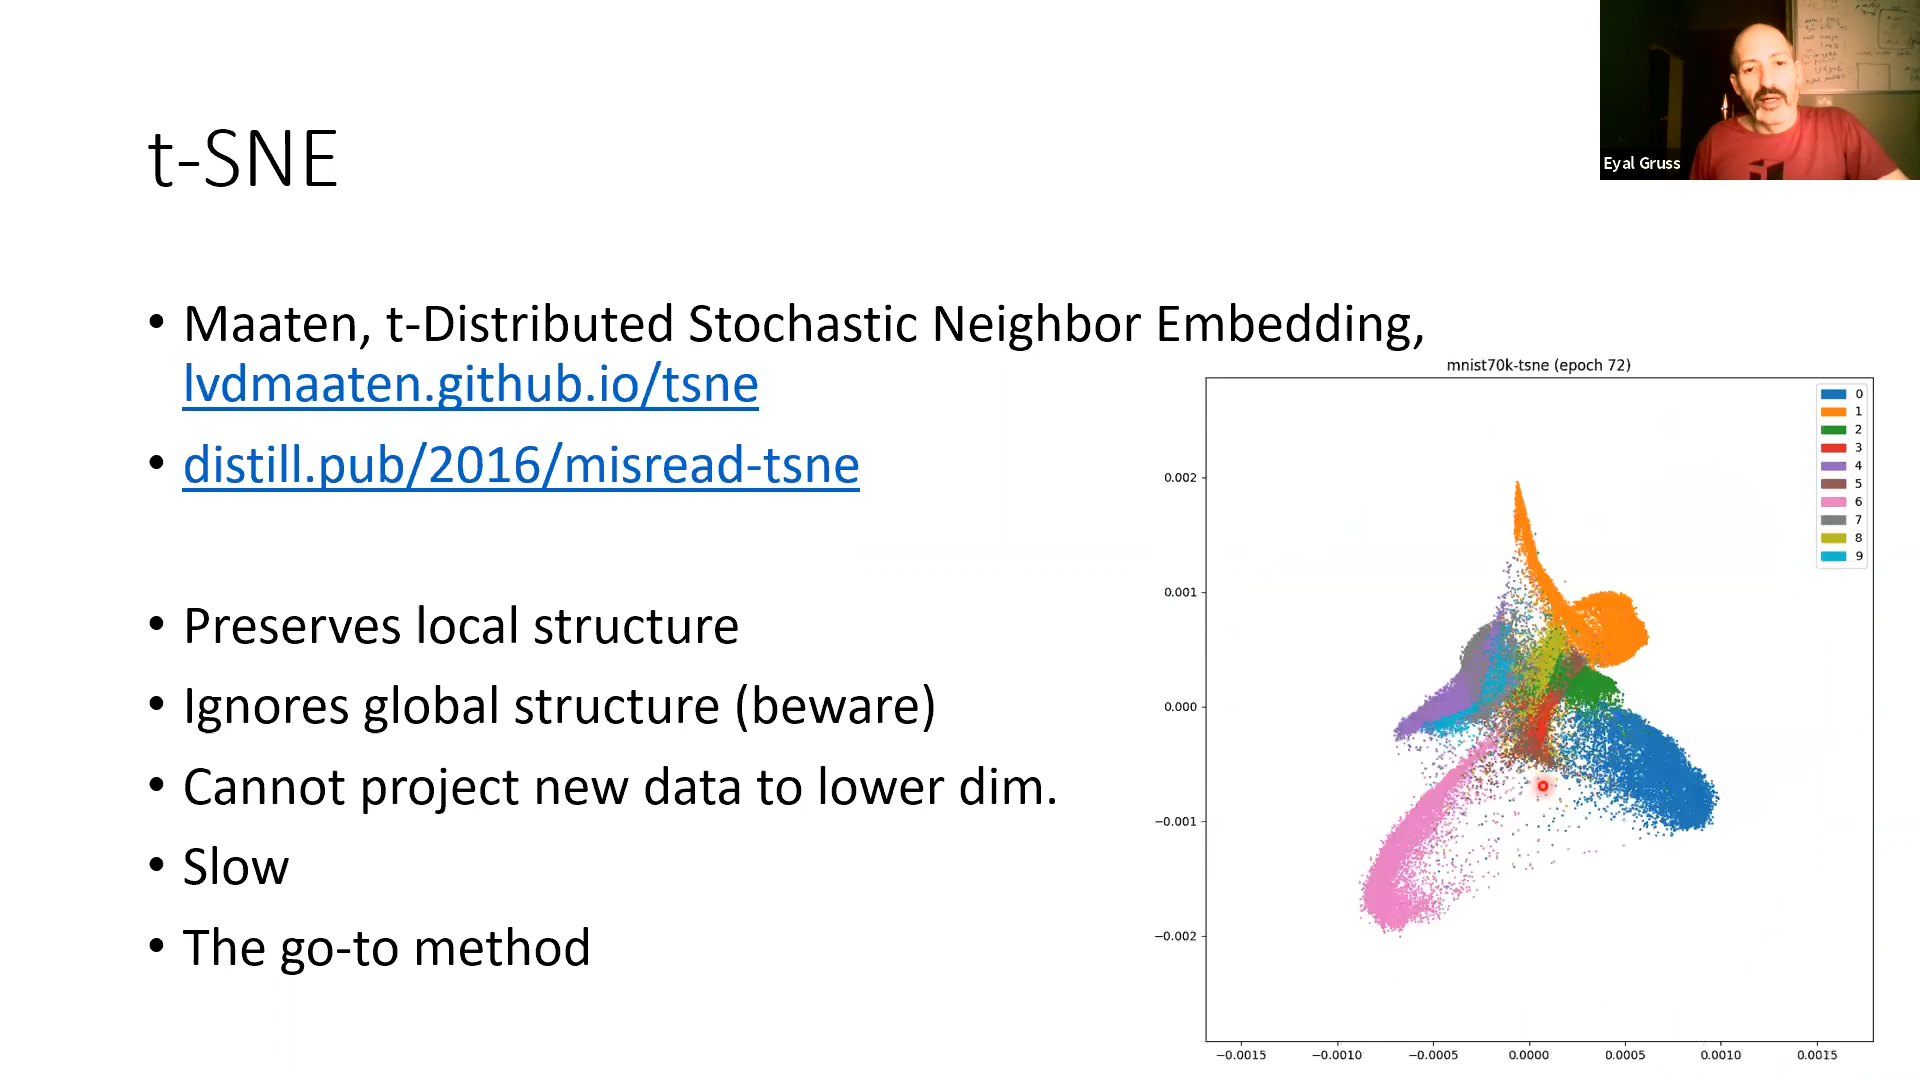 Eyal Gruss
t-SNE
• Maaten, t-Distributed Stochastic Neighbor Embedding,
lvdmaaten.github.io/tsne
• distill.pub/2016/misread-tsne
• Preserves local structure
• Ignores global structure (beware)
• Cannot project new data to lower dim.
• Slow
• The go-to method
mnist70k-tsne (epoch 72)
0
1
2
3
4
5
6
7
8
9
0.002
0.001
0.000
−0.001
−0.002
−0.0015 −0.0010 −0.0005 0.0000 0.0005 0.0010 0.0015